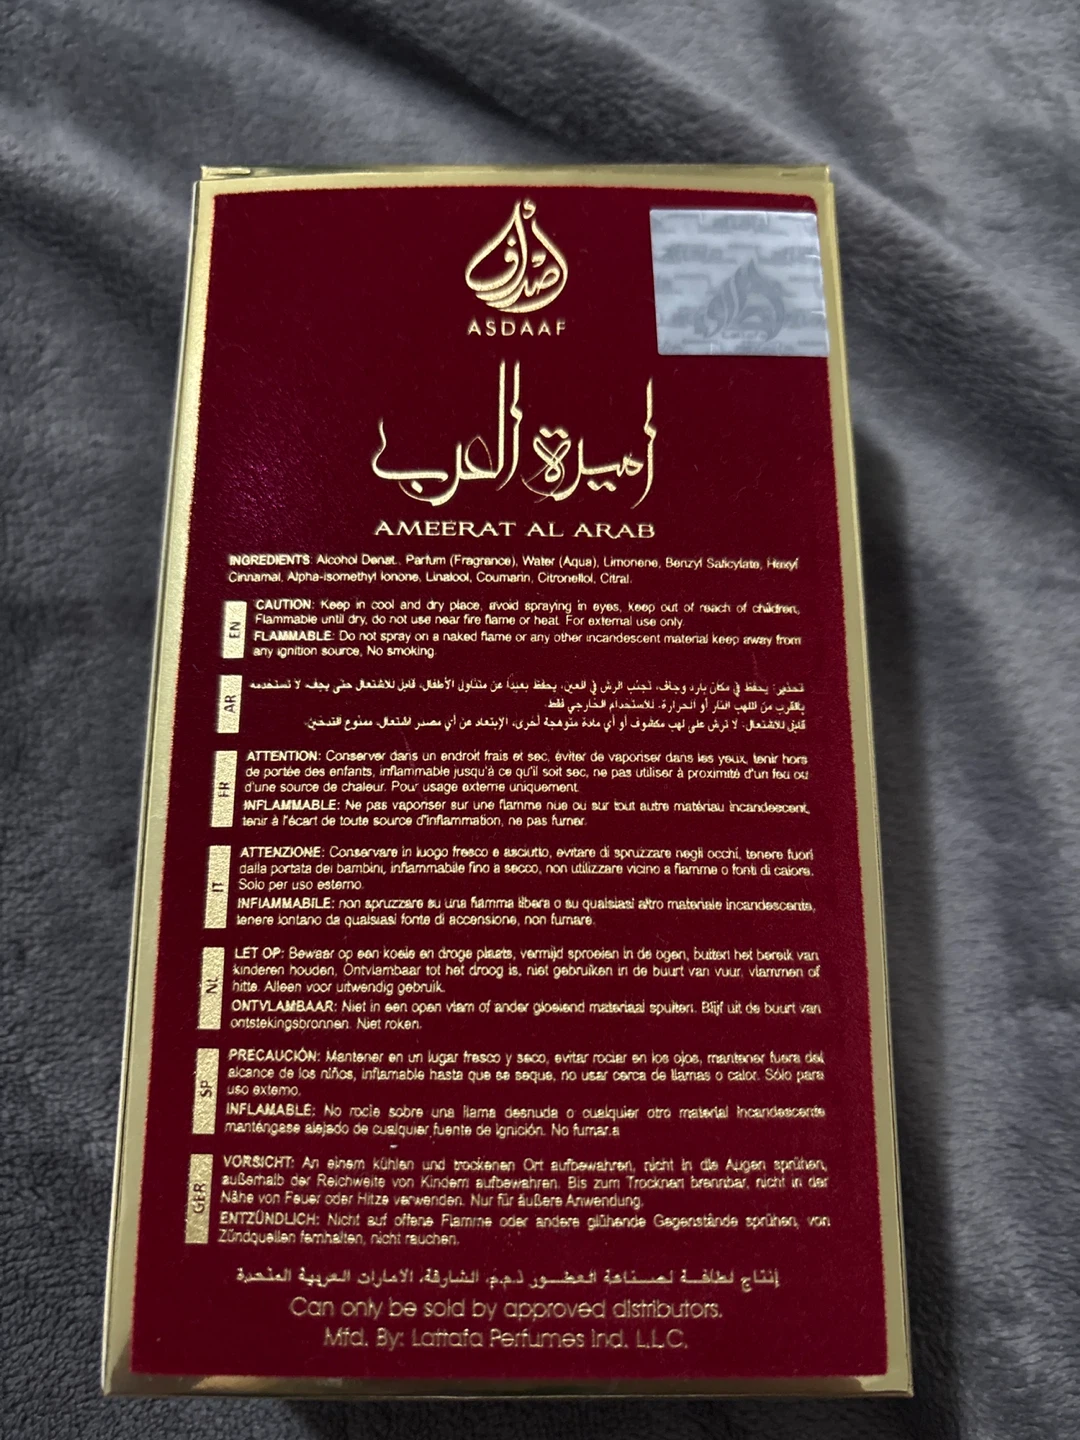 أصداف
ASDAAF
اميرة العرب
AMEERAT AL ARAB
INGREDIENTS: Alcohol Denat., Parfum (Fragrance), Water (Aqua), Limonene, Benzyl Salicylate, Hexyl
Cinnamal, Alpha-isomethyl Ionone, Linalool, Coumarin, Citronellol, Citral.
EN
CAUTION: Keep in cool and dry place, avoid spraying in eyes, keep out of reach of children,
Flammable until dry, do not use near fire flame or heat. For external use only.
FLAMMABLE: Do not spray on a naked flame or any other incandescent material keep away from
any ignition source, No smoking.
AR
تحذير: يحفظ في مكان بارد وجاف، تجنب الرش في العين، يحفظ بعيداً عن متناول الأطفال، قابل للاشتعال حتى يجف، لا تستخدمه
بالقرب من اللهب النار أو الحرارة. للاستخدام الخارجي فقط.
قابل للاشتعال: لا ترش على لهب مكشوف أو أي مادة متوهجة أخرى، الإبتعاد عن أي مصدر اشتعال، ممنوع التدخين.
FR
ATTENTION: Conserver dans un endroit frais et sec, éviter de vaporiser dans les yeux, tenir hors
de portée des enfants, inflammable jusqu'à ce qu'il soit sec, ne pas utiliser à proximité d'un feu ou
d'une source de chaleur. Pour usage externe uniquement.
INFLAMMABLE: Ne pas vaporiser sur une flamme nue ou sur tout autre matériau incandescent,
tenir à l'écart de toute source d'inflammation, ne pas fumer.
IT
ATTENZIONE: Conservare in luogo fresco e asciutto, evitare di spruzzare negli occhi, tenere fuori
dalla portata dei bambini, infiammabile fino a secco, non utilizzare vicino a fiamme o fonti di calore.
Solo per uso esterno.
INFIAMMABILE: non spruzzare su una fiamma libera o su qualsiasi altro materiale incandescente,
tenere lontano da qualsiasi fonte di accensione, non fumare.
NL
LET OP: Bewaar op een koele en droge plaats, vermijd sproeien in de ogen, buiten het bereik van
kinderen houden, Ontvlambaar tot het droog is, niet gebruiken in de buurt van vuur, vlammen of
hitte. Alleen voor uitwendig gebruik.
ONTVLAMBAAR: Niet in een open vlam of ander gloeiend materiaal spuiten. Blijf uit de buurt van
ontstekingsbronnen. Niet roken.
SP
PRECAUCIÓN: Mantener en un lugar fresco y seco, evitar rociar en los ojos, mantener fuera del
alcance de los niños, inflamable hasta que se seque, no usar cerca de llamas o calor. Sólo para
uso externo.
INFLAMABLE: No rocíe sobre una llama desnuda o cualquier otro material incandescente
manténgase alejado de cualquier fuente de ignición. No fumar.a
GER
VORSICHT: An einem kühlen und trockenen Ort aufbewahren, nicht in die Augen sprühen,
außerhalb der Reichweite von Kindern aufbewahren. Bis zum Trocknen brennbar, nicht in der
Nähe von Feuer oder Hitze verwenden. Nur für äußere Anwendung.
ENTZÜNDLICH: Nicht auf offene Flamme oder andere glühende Gegenstände sprühen, von
Zündquellen fernhalten, nicht rauchen.
إنتاج لطافة لصناعة العطور ذ.م.م، الشارقة، الامارات العربية المتحدة
Can only be sold by approved distributors.
Mfd. By: Lattafa Perfumes Ind. L.L.C.